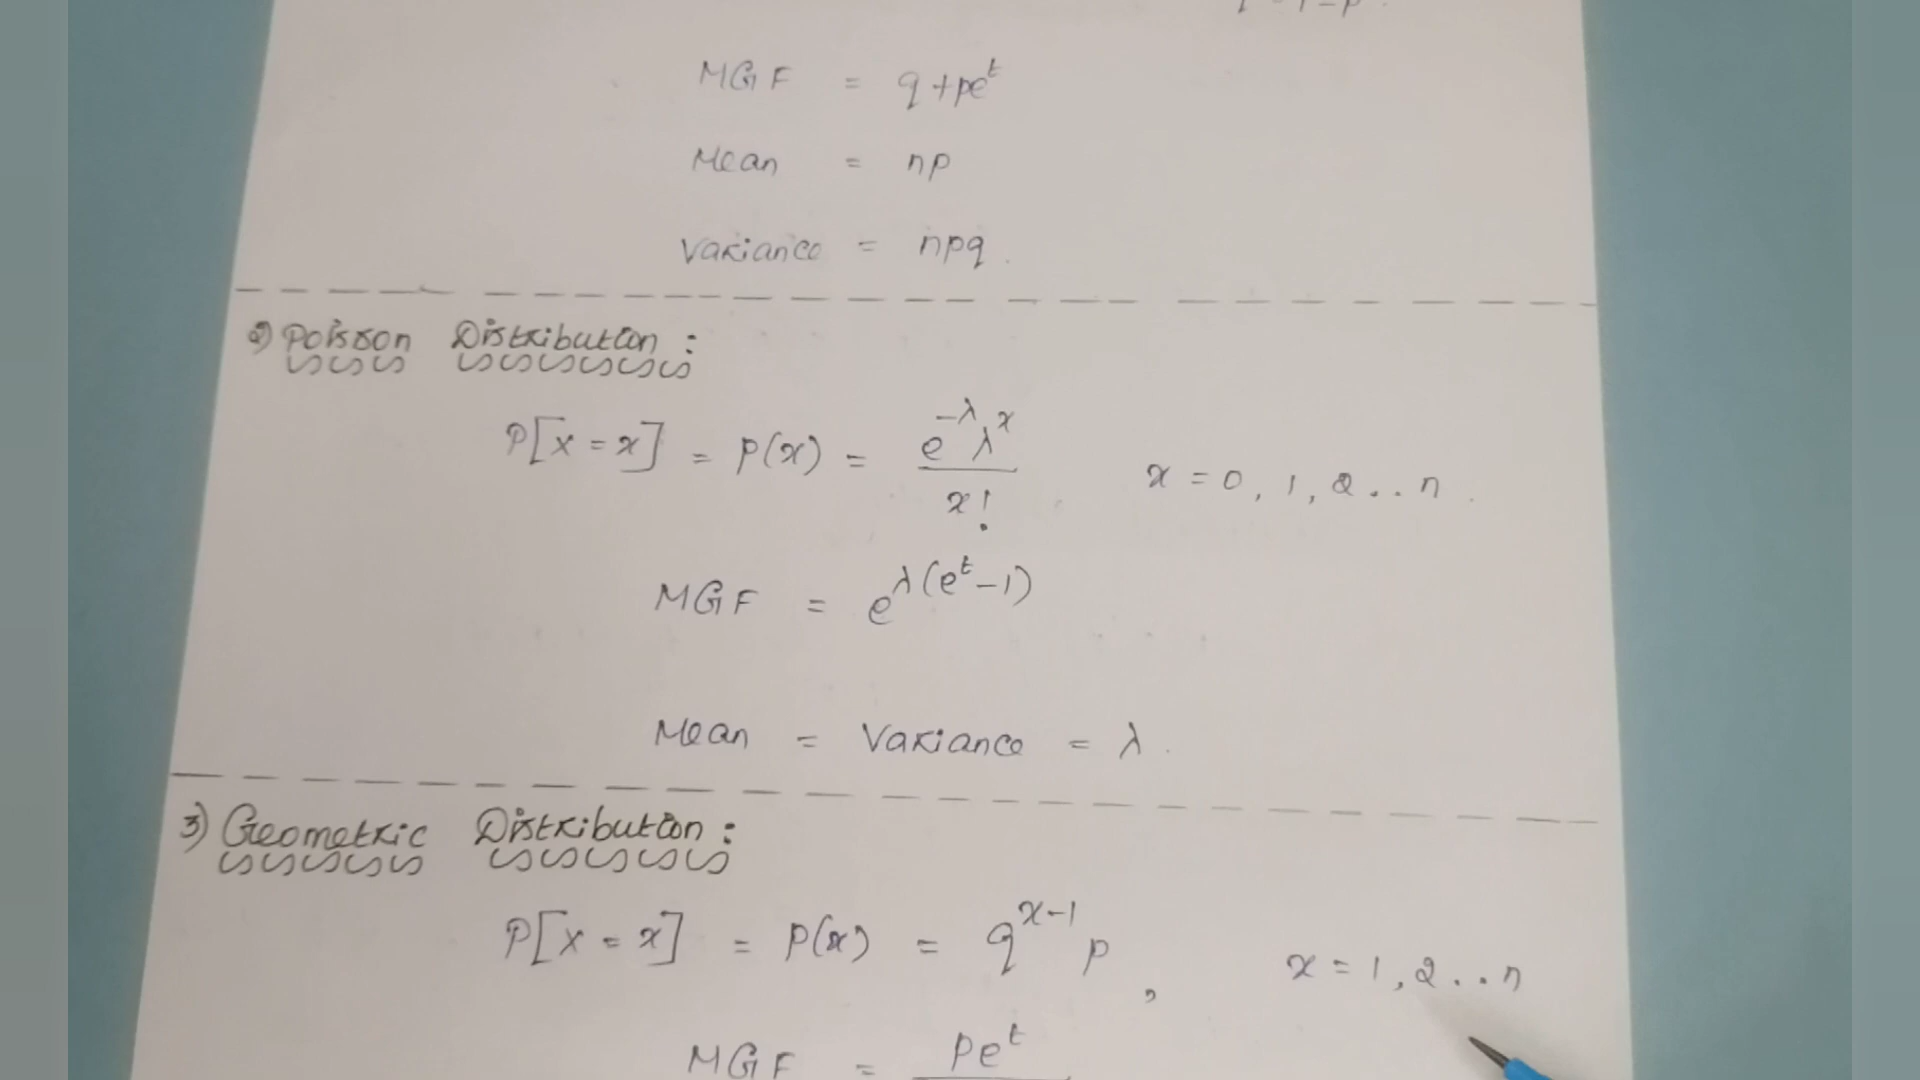 MGF = q+pe^t
Mean = np
Variance = npq.
2) Poisson Distribution:
P[X=x] = P(x) = e^-λ λ^x / x! x = 0, 1, 2 .. n.
MGF = e^λ(e^t-1)
Mean = Variance = λ.
3) Geometric Distribution:
P[X=x] = P(x) = q^x-1 p, x = 1, 2 .. n
MGF = pe^t